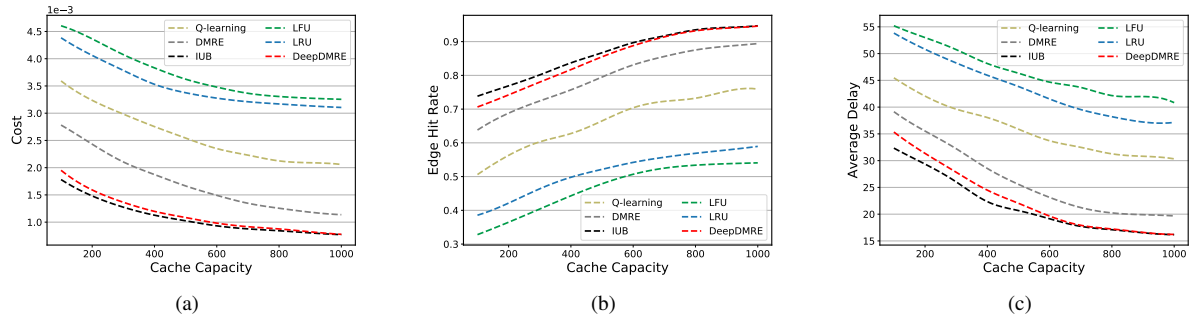 1e−3
4.5
4.0
3.5
3.0
2.5
2.0
1.5
1.0
Cost
Q-learning
DMRE
IUB
LFU
LRU
DeepDMRE
200
400
600
800
1000
Cache Capacity
(a)
0.9
0.8
0.7
0.6
0.5
0.4
0.3
Edge Hit Rate
Q-learning
DMRE
IUB
LFU
LRU
DeepDMRE
200
400
600
800
1000
Cache Capacity
(b)
55
50
45
40
35
30
25
20
15
Average Delay
Q-learning
DMRE
IUB
LFU
LRU
DeepDMRE
200
400
600
800
1000
Cache Capacity
(c)